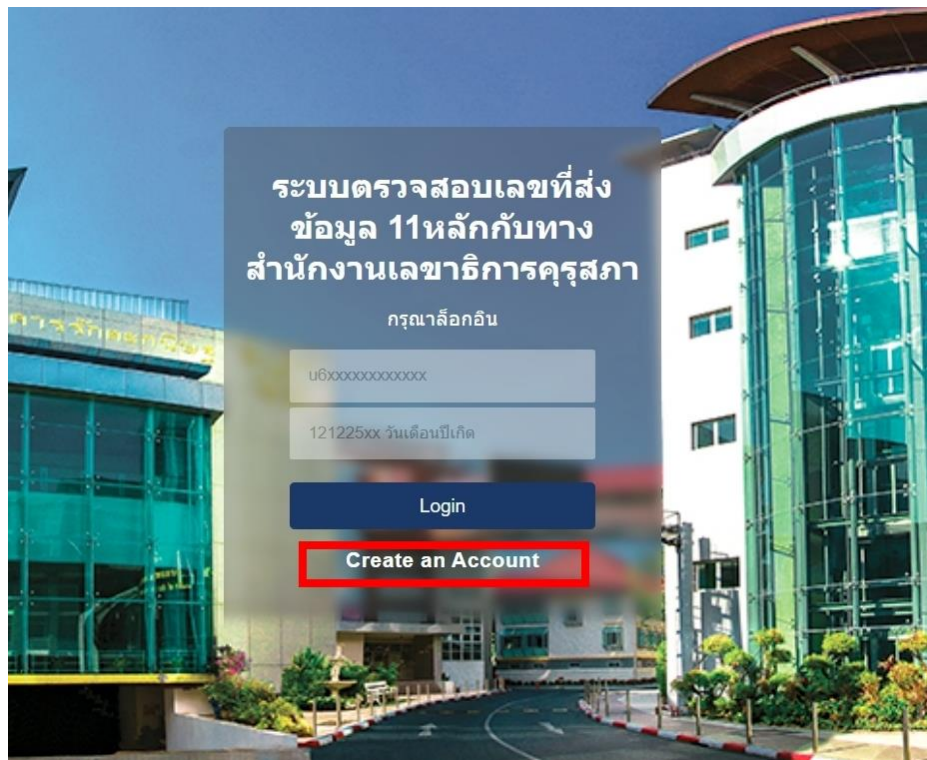 ระบบตรวจสอบเลขที่ส่ง
ข้อมูล 11หลักกับทาง
สำนักงานเลขาธิการคุรุสภา
กรุณาล็อกอิน
u6xxxxxxxxxxxx
121225xx วันเดือนปีเกิด
Login
Create an Account